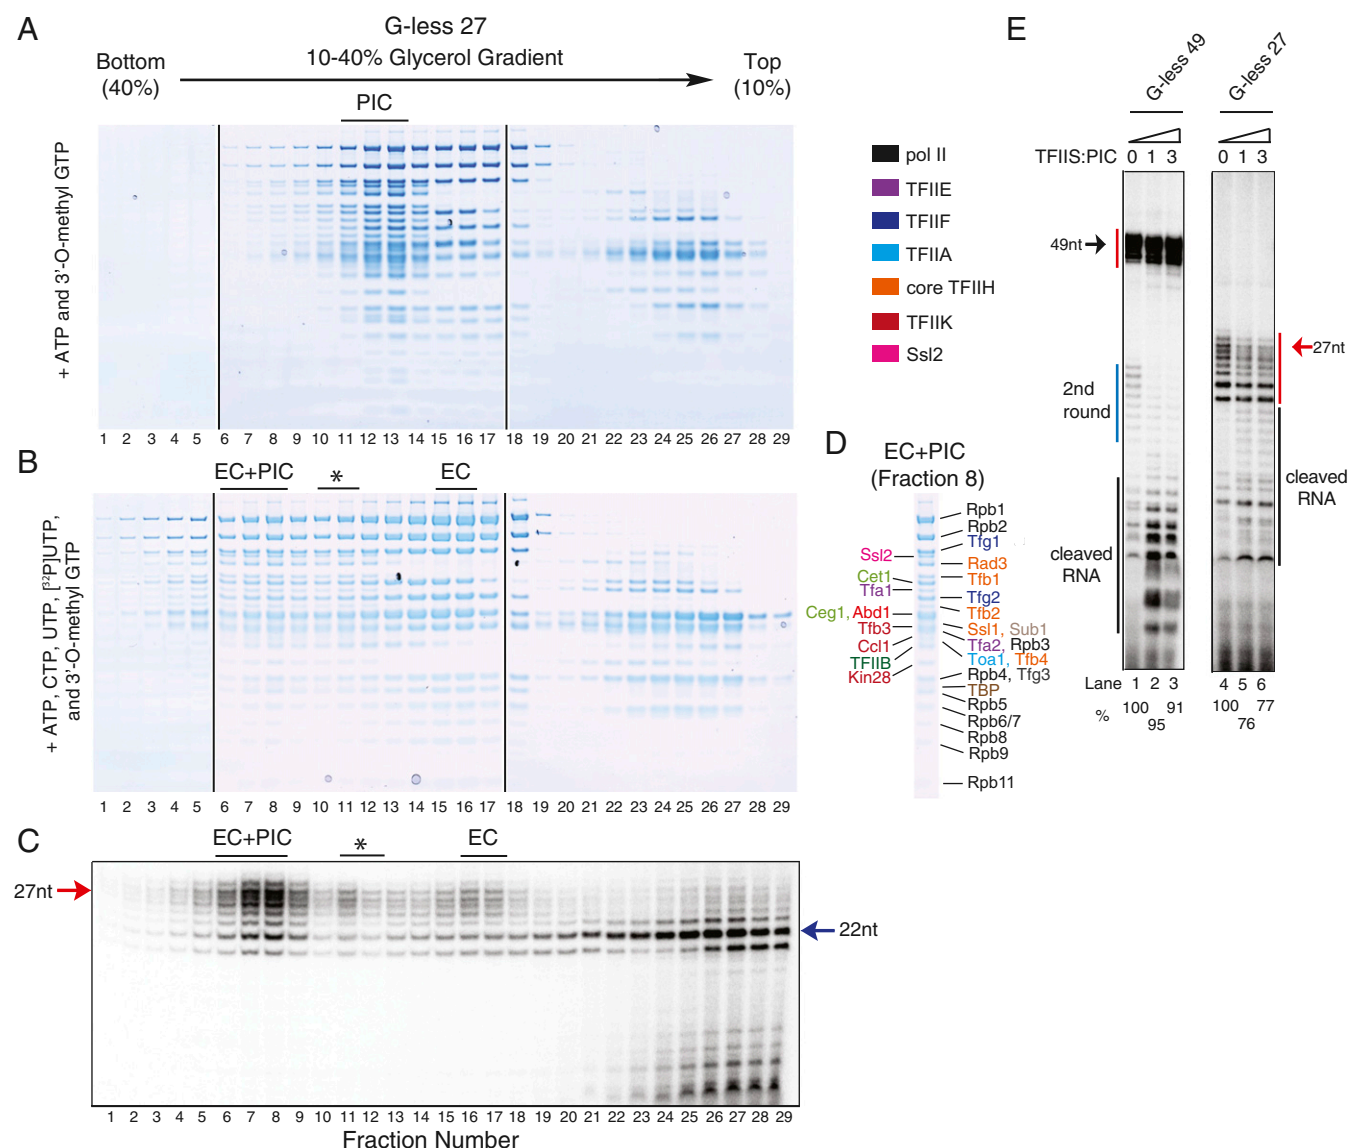 A
G-less 27
10-40% Glycerol Gradient
Bottom
(40%)
Top
(10%)
PIC
+ ATP and 3'-O-methyl GTP
1 2 3 4 5 6 7 8 9 10 11 12 13 14 15 16 17 18 19 20 21 22 23 24 25 26 27 28 29
pol II
TFIIE
TFIIF
TFIIA
core TFIIH
TFIIK
Ssl2
B
EC+PIC
*
EC
+ ATP, CTP, UTP, [32P]UTP,
and 3'-O-methyl GTP
1 2 3 4 5 6 7 8 9 10 11 12 13 14 15 16 17 18 19 20 21 22 23 24 25 26 27 28 29
C
EC+PIC
*
EC
27nt
22nt
1 2 3 4 5 6 7 8 9 10 11 12 13 14 15 16 17 18 19 20 21 22 23 24 25 26 27 28 29
Fraction Number
D
EC+PIC
(Fraction 8)
Rpb1
Rpb2
Tfg1
Ssl2
Rad3
Cet1
Tfb1
Tfa1
Tfg2
Ceg1, Abd1
Tfb2
Tfb3
Ssl1, Sub1
Ccl1
Tfa2, Rpb3
TFIIB
Toa1, Tfb4
Kin28
Rpb4, Tfg3
TBP
Rpb5
Rpb6/7
Rpb8
Rpb9
Rpb11
E
G-less 49
G-less 27
TFIIS:PIC 0 1 3 0 1 3
49nt
27nt
2nd
round
cleaved
RNA
cleaved
RNA
Lane 1 2 3 4 5 6
% 100 95 91 100 76 77